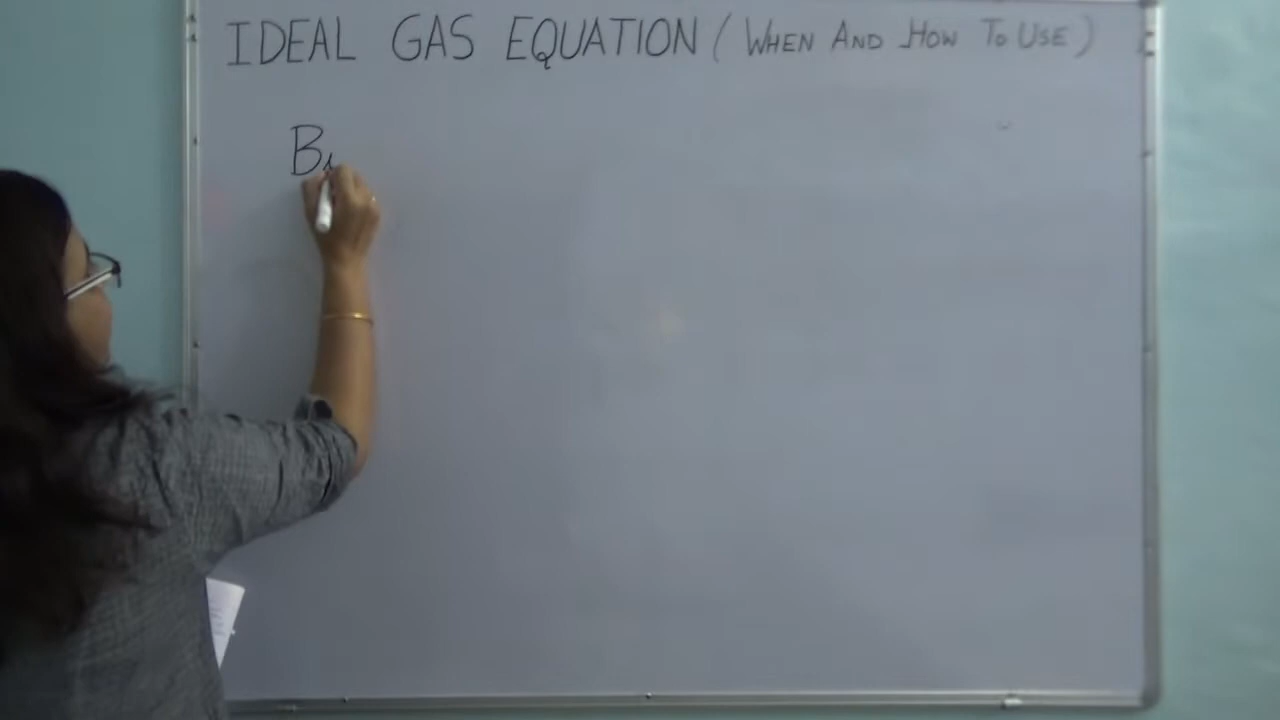 IDEAL GAS EQUATION (WHEN AND HOW TO USE)
B